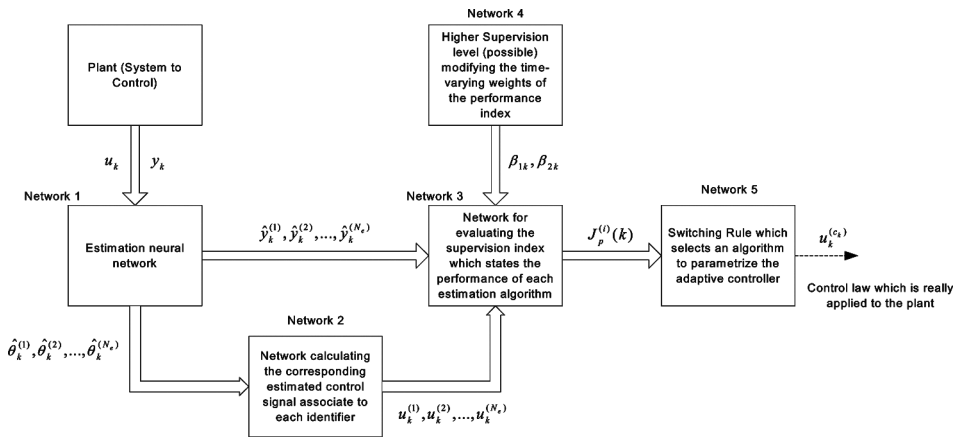 Network 4
Plant (System to
Control)
Higher Supervision
level (possible)
modifying the time-
varying weights of
the performance
index
u_k y_k
β_{1k}, β_{2k}
Network 1
Network 3
Network 5
Estimation neural
network
ŷ_k^{(1)}, ŷ_k^{(2)},..., ŷ_k^{(N_e)}
Network for
evaluating the
supervision index
which states the
performance of each
estimation algorithm
J_p^{(i)}(k)
Switching Rule which
selects an algorithm
to parametrize the
adaptive controller
u_k^{(c_k)}
Control law which is really
applied to the plant
Network 2
θ̂_k^{(1)}, θ̂_k^{(2)},..., θ̂_k^{(N_e)}
Network calculating
the corresponding
estimated control
signal associate to
each identifier
u_k^{(1)}, u_k^{(2)},..., u_k^{(N_e)}